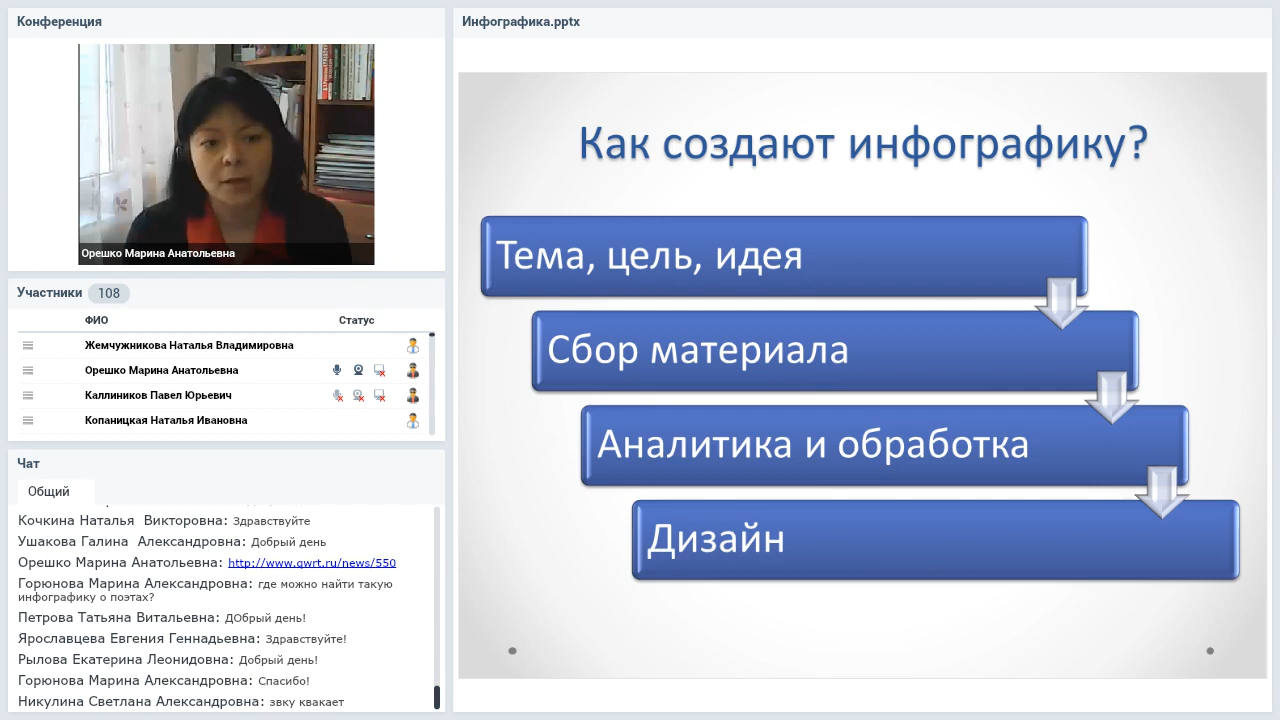 Конференция
Орешко Марина Анатольевна
Участники 108
ФИО Статус
Жемчужникова Наталья Владимировна
Орешко Марина Анатольевна
Каллиников Павел Юрьевич
Копаницкая Наталья Ивановна
Чат
Общий
Кочкина Наталья Викторовна: Здравствуйте
Ушакова Галина Александровна: Добрый день
Орешко Марина Анатольевна: http://www.qwrt.ru/news/550
Горюнова Марина Александровна: где можно найти такую
инфографику о поэтах?
Петрова Татьяна Витальевна: ДОбрый день!
Ярославцева Евгения Геннадьевна: Здравствуйте!
Рылова Екатерина Леонидовна: Добрый день!
Горюнова Марина Александровна: Спасибо!
Никулина Светлана Александровна: звку квакает
Инфографика.pptx
Как создают инфографику?
Тема, цель, идея
Сбор материала
Аналитика и обработка
Дизайн